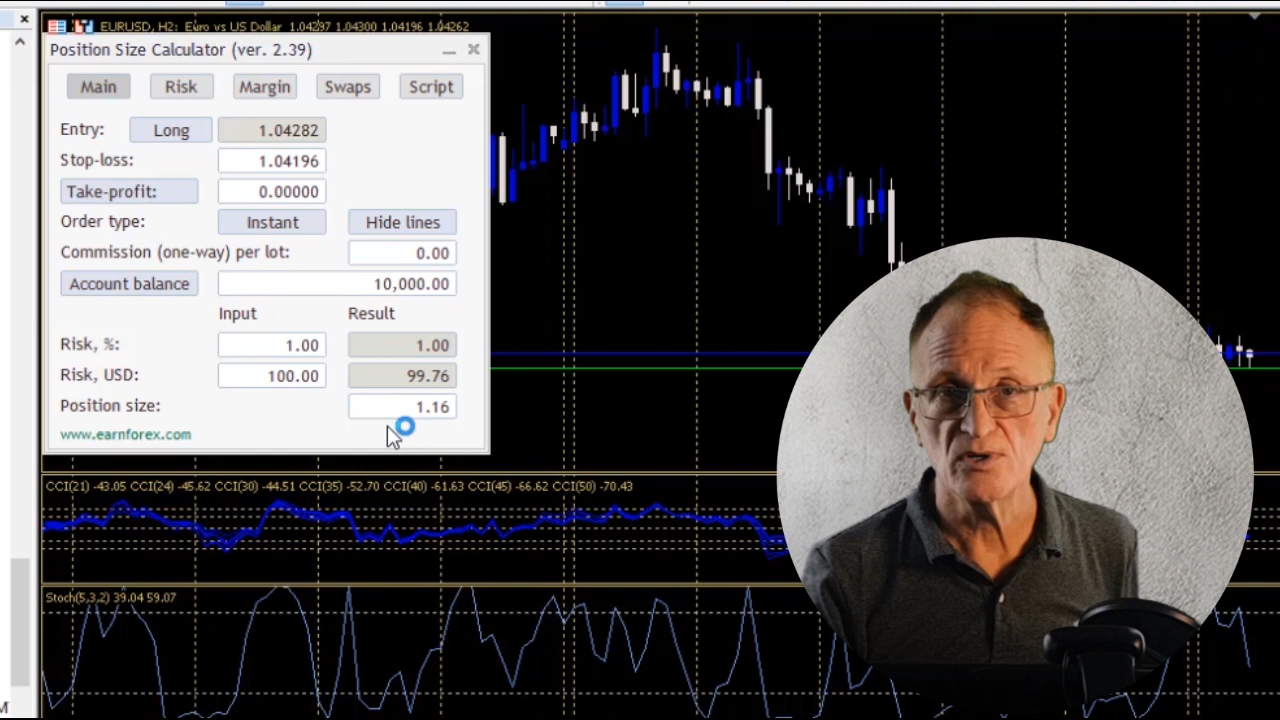 EURUSD, H2: Euro vs US Dollar 1.04297 1.04300 1.04196 1.04262
Position Size Calculator (ver. 2.39)
Main Risk Margin Swaps Script
Entry: Long 1.04282
Stop-loss: 1.04196
Take-profit: 0.00000
Order type: Instant Hide lines
Commission (one-way) per lot: 0.00
Account balance 10,000.00
Input Result
Risk, %: 1.00 1.00
Risk, USD: 100.00 99.76
Position size: 1.16
www.earnforex.com
CCI(21) -43.05 CCI(24) -45.62 CCI(30) -44.51 CCI(35) -52.70 CCI(40) -61.63 CCI(45) -66.62 CCI(50) -70.43
Stoch(5,3,2) 39.04 59.07
M